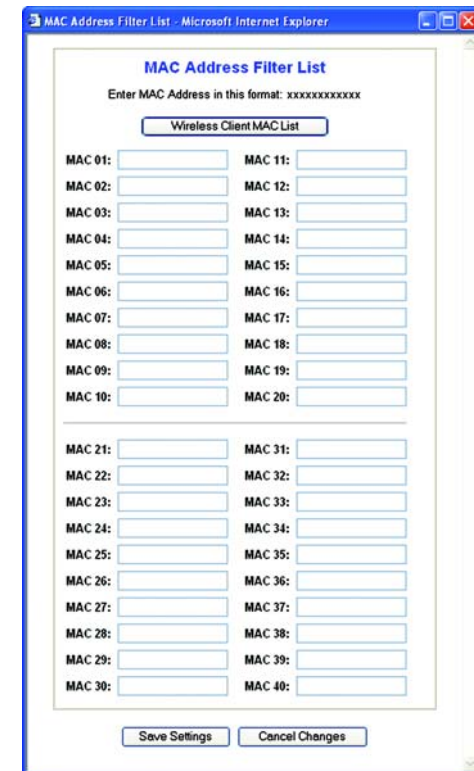 MAC Address Filter List - Microsoft Internet Explorer
MAC Address Filter List
Enter MAC Address in this format: xxxxxxxxxxxx
Wireless Client MAC List
MAC 01: MAC 11:
MAC 02: MAC 12:
MAC 03: MAC 13:
MAC 04: MAC 14:
MAC 05: MAC 15:
MAC 06: MAC 16:
MAC 07: MAC 17:
MAC 08: MAC 18:
MAC 09: MAC 19:
MAC 10: MAC 20:
MAC 21: MAC 31:
MAC 22: MAC 32:
MAC 23: MAC 33:
MAC 24: MAC 34:
MAC 25: MAC 35:
MAC 26: MAC 36:
MAC 27: MAC 37:
MAC 28: MAC 38:
MAC 29: MAC 39:
MAC 30: MAC 40:
Save Settings Cancel Changes